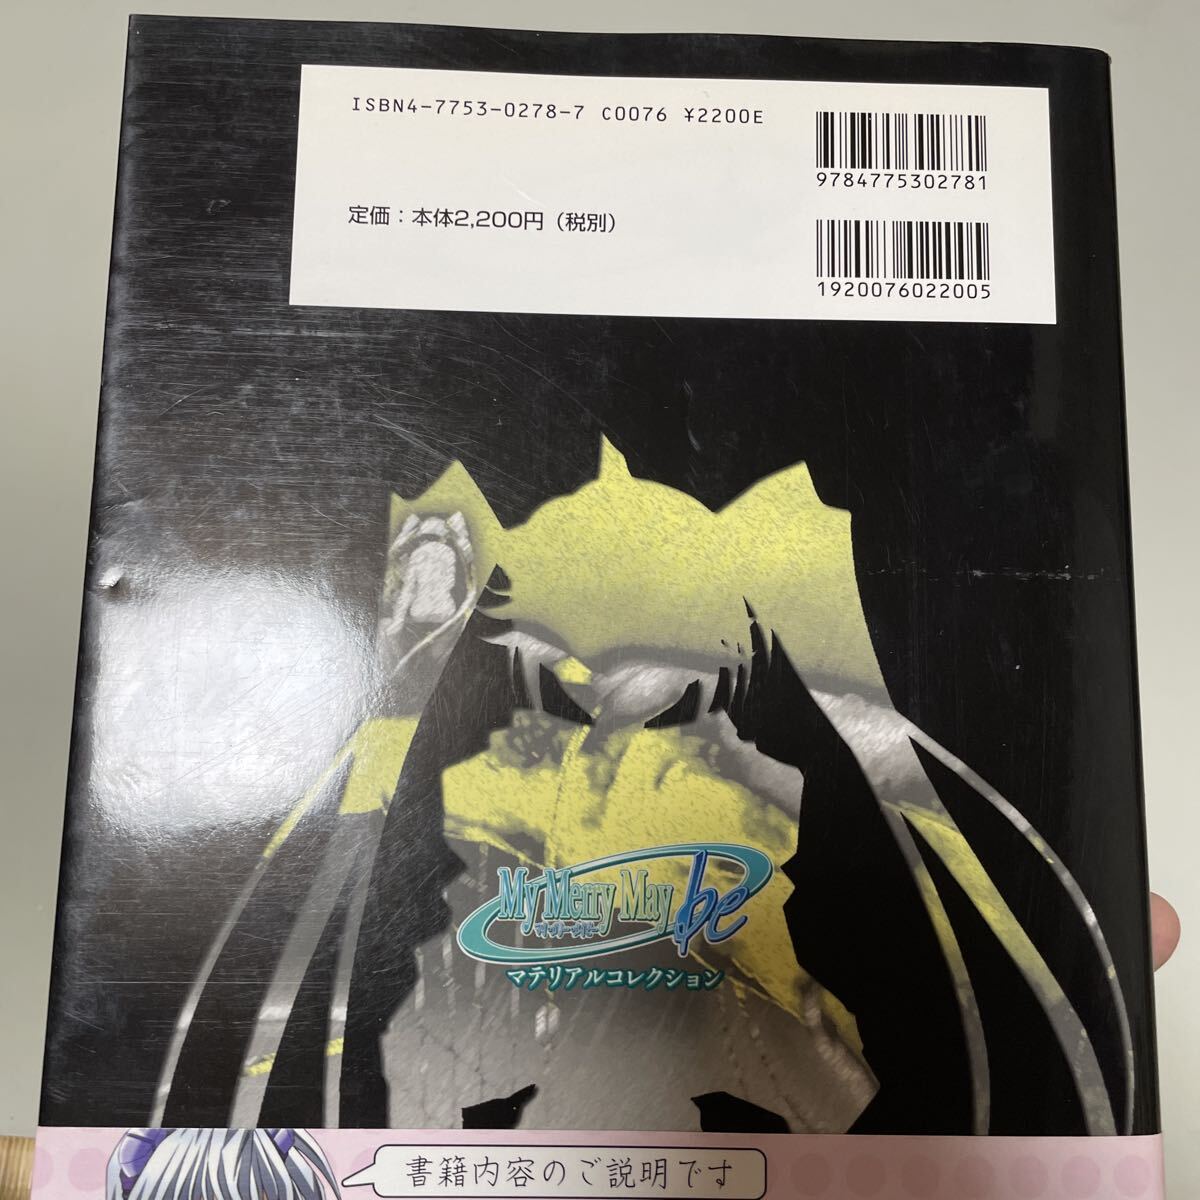 ISBN4-7753-0278-7 C0076 ¥2200E
9784775302781
定価：本体2,200円（税別）
1920076022005
My Merry May be
マイ・メリー・メイビー
マテリアルコレクション
書籍内容のご説明です